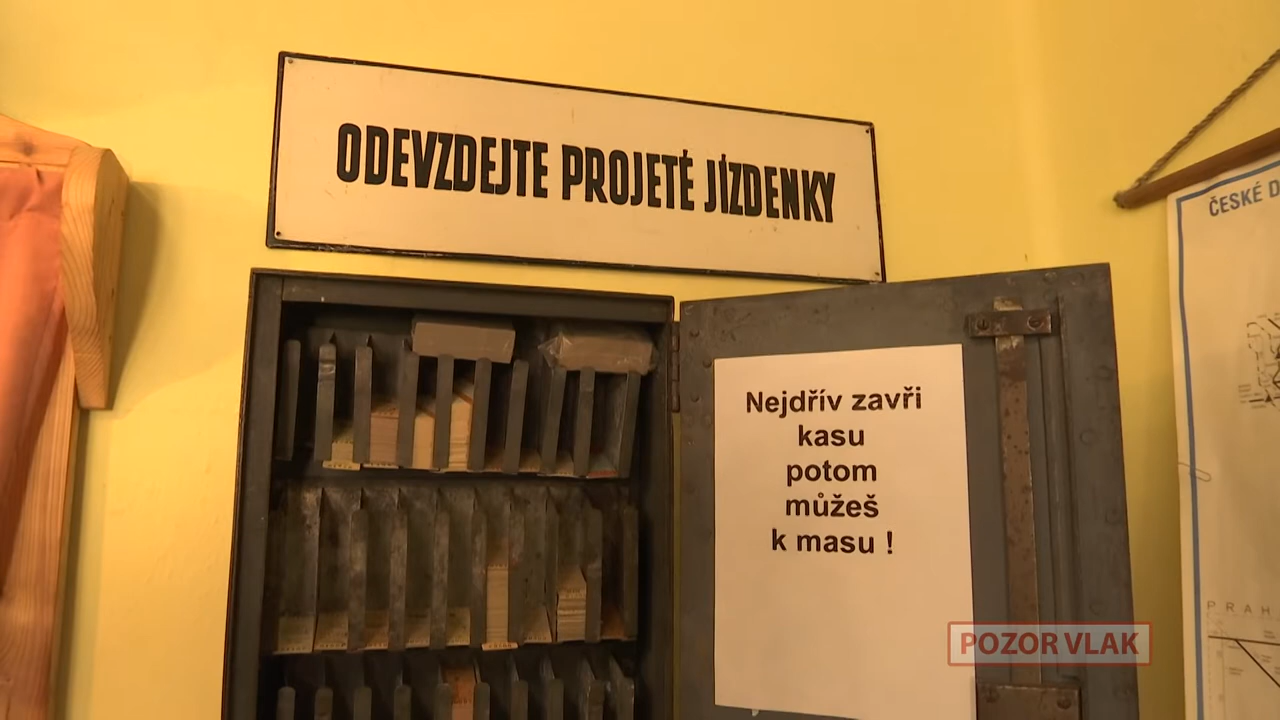 ODEVZDEJTE PROJETÉ JÍZDENKY
ČESKÉ D
Nejdřív zavři
kasu
potom
můžeš
k masu !
PRAH
POZOR VLAK